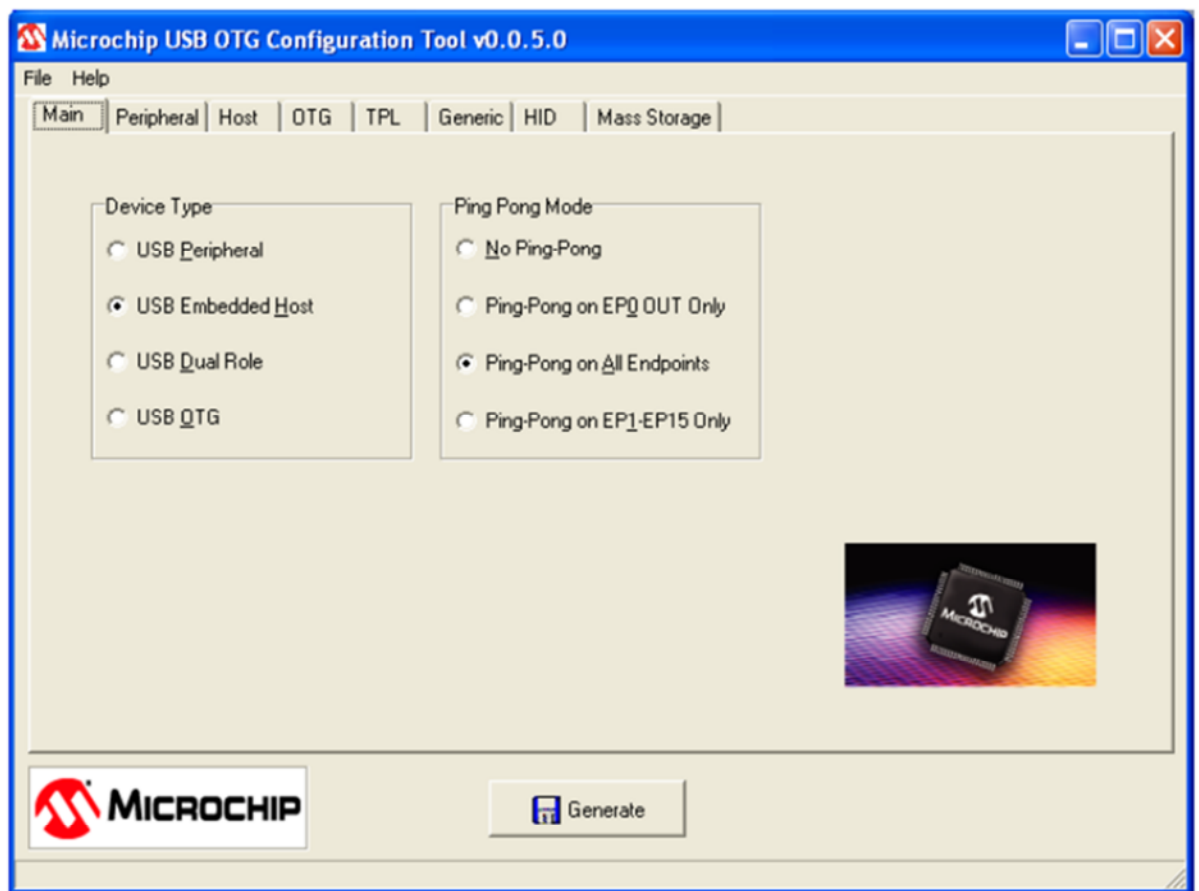 Microchip USB OTG Configuration Tool v0.0.5.0
File Help
Main Peripheral Host OTG TPL Generic HID Mass Storage
Device Type
USB Peripheral
USB Embedded Host
USB Dual Role
USB OTG
Ping Pong Mode
No Ping-Pong
Ping-Pong on EP0 OUT Only
Ping-Pong on All Endpoints
Ping-Pong on EP1-EP15 Only
MICROCHIP
MICROCHIP
Generate